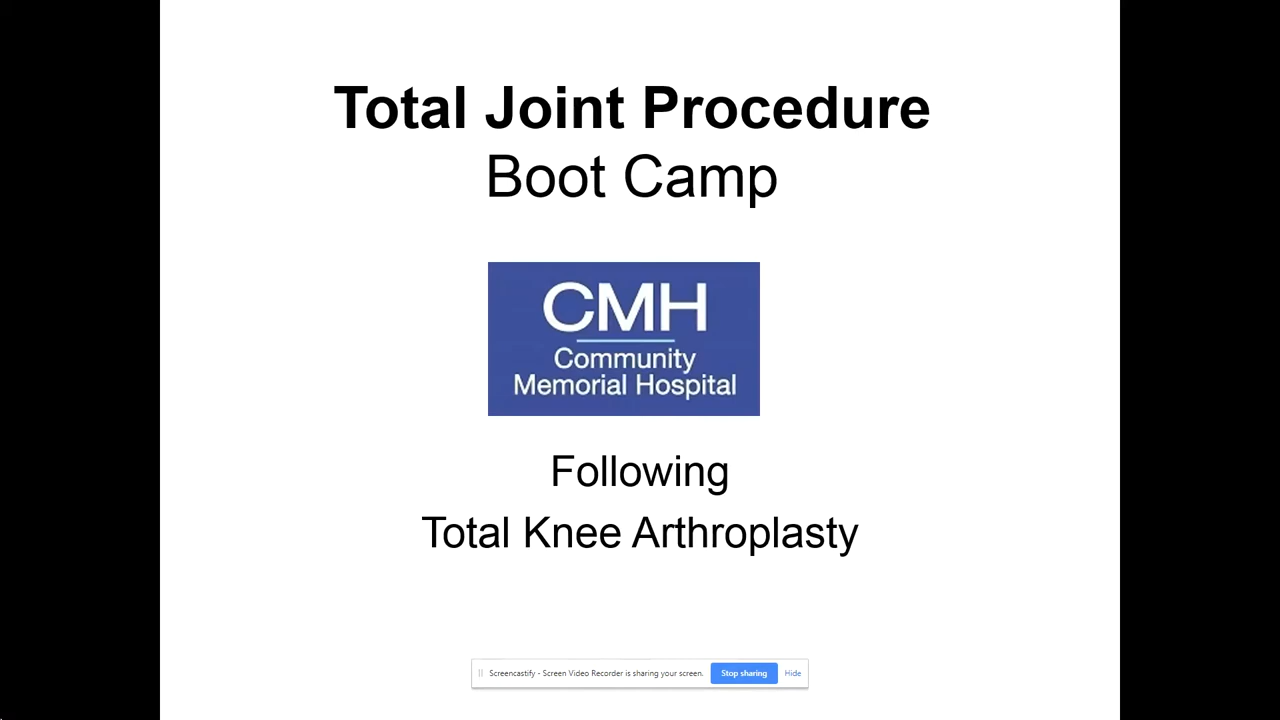 Total Joint Procedure
Boot Camp
CMH
Community
Memorial Hospital
Following
Total Knee Arthroplasty
Screencastify - Screen Video Recorder is sharing your screen. Stop sharing Hide